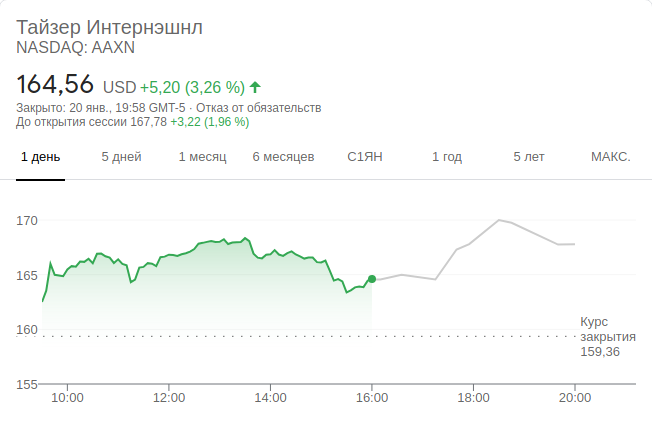 Тайзер Интернэшнл
NASDAQ: AAXN
164,56 USD +5,20 (3,26 %)
Закрыто: 20 янв., 19:58 GMT-5 · Отказ от обязательств
До открытия сессии 167,78 +3,22 (1,96 %)
1 день 5 дней 1 месяц 6 месяцев С1ЯН 1 год 5 лет МАКС.
170
165
160
Курс
закрытия
159,36
155
10:00 12:00 14:00 16:00 18:00 20:00